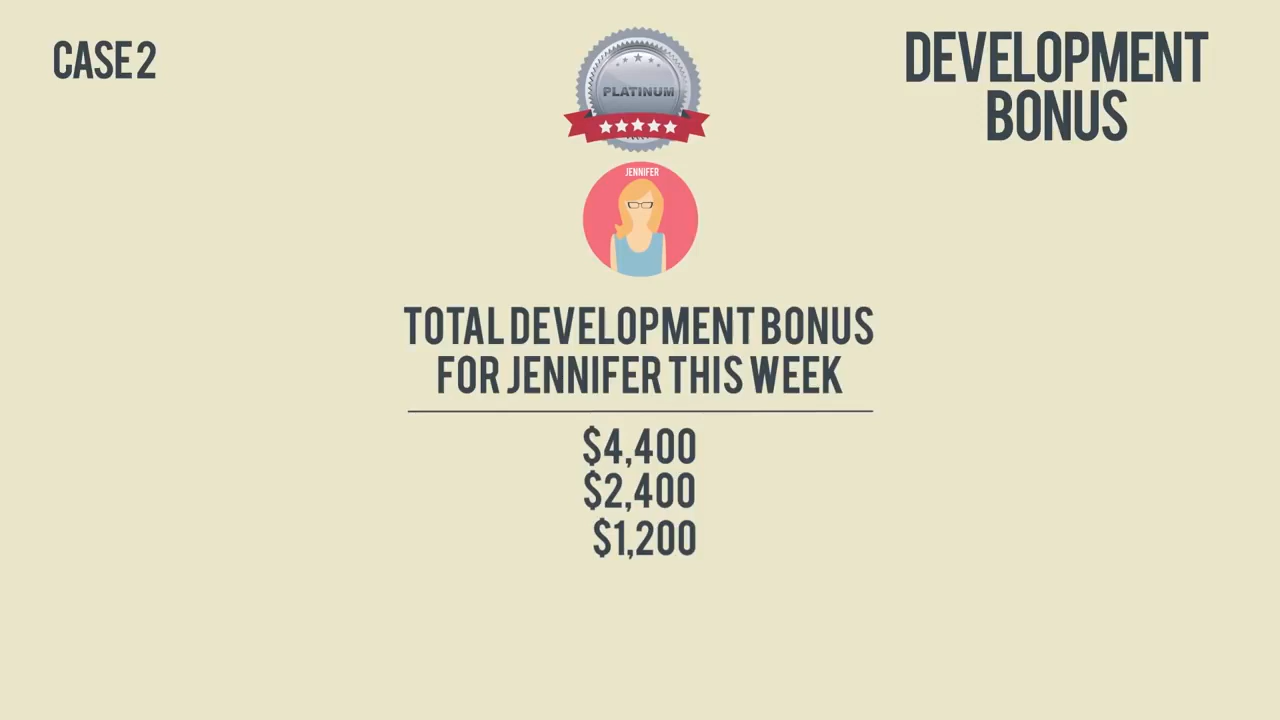 CASE 2
PLATINUM
DEVELOPMENT
BONUS
JENNIFER
TOTAL DEVELOPMENT BONUS
FOR JENNIFER THIS WEEK
$4,400
$2,400
$1,200